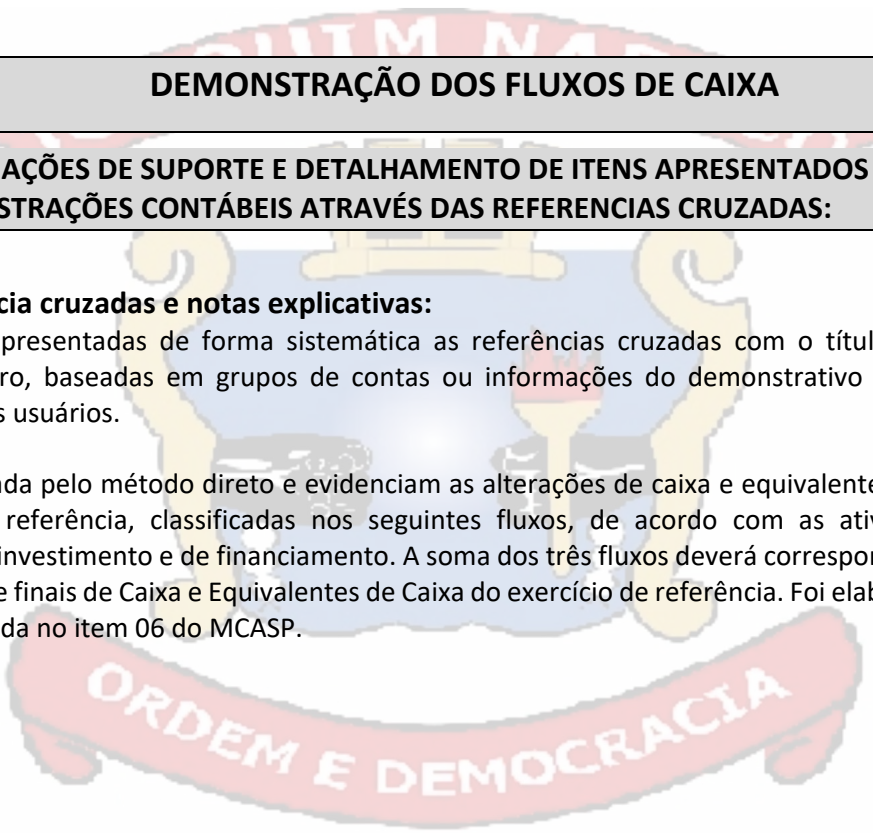 QUIM NAB
DEMONSTRAÇÃO DOS FLUXOS DE CAIXA
AÇÕES DE SUPORTE E DETALHAMENTO DE ITENS APRESENTADOS
STRAÇÕES CONTÁBEIS ATRAVÉS DAS REFERENCIAS CRUZADAS:
cia cruzadas e notas explicativas:
presentadas de forma sistemática as referências cruzadas com o títul
ro, baseadas em grupos de contas ou informações do demonstrativo
s usuários.
da pelo método direto e evidenciam as alterações de caixa e equivalente
referência, classificadas nos seguintes fluxos, de acordo com as ativ
investimento e de financiamento. A soma dos três fluxos deverá correspon
e finais de Caixa e Equivalentes de Caixa do exercício de referência. Foi elab
da no item 06 do MCASP.
ORDEM E DEMOCRACIA